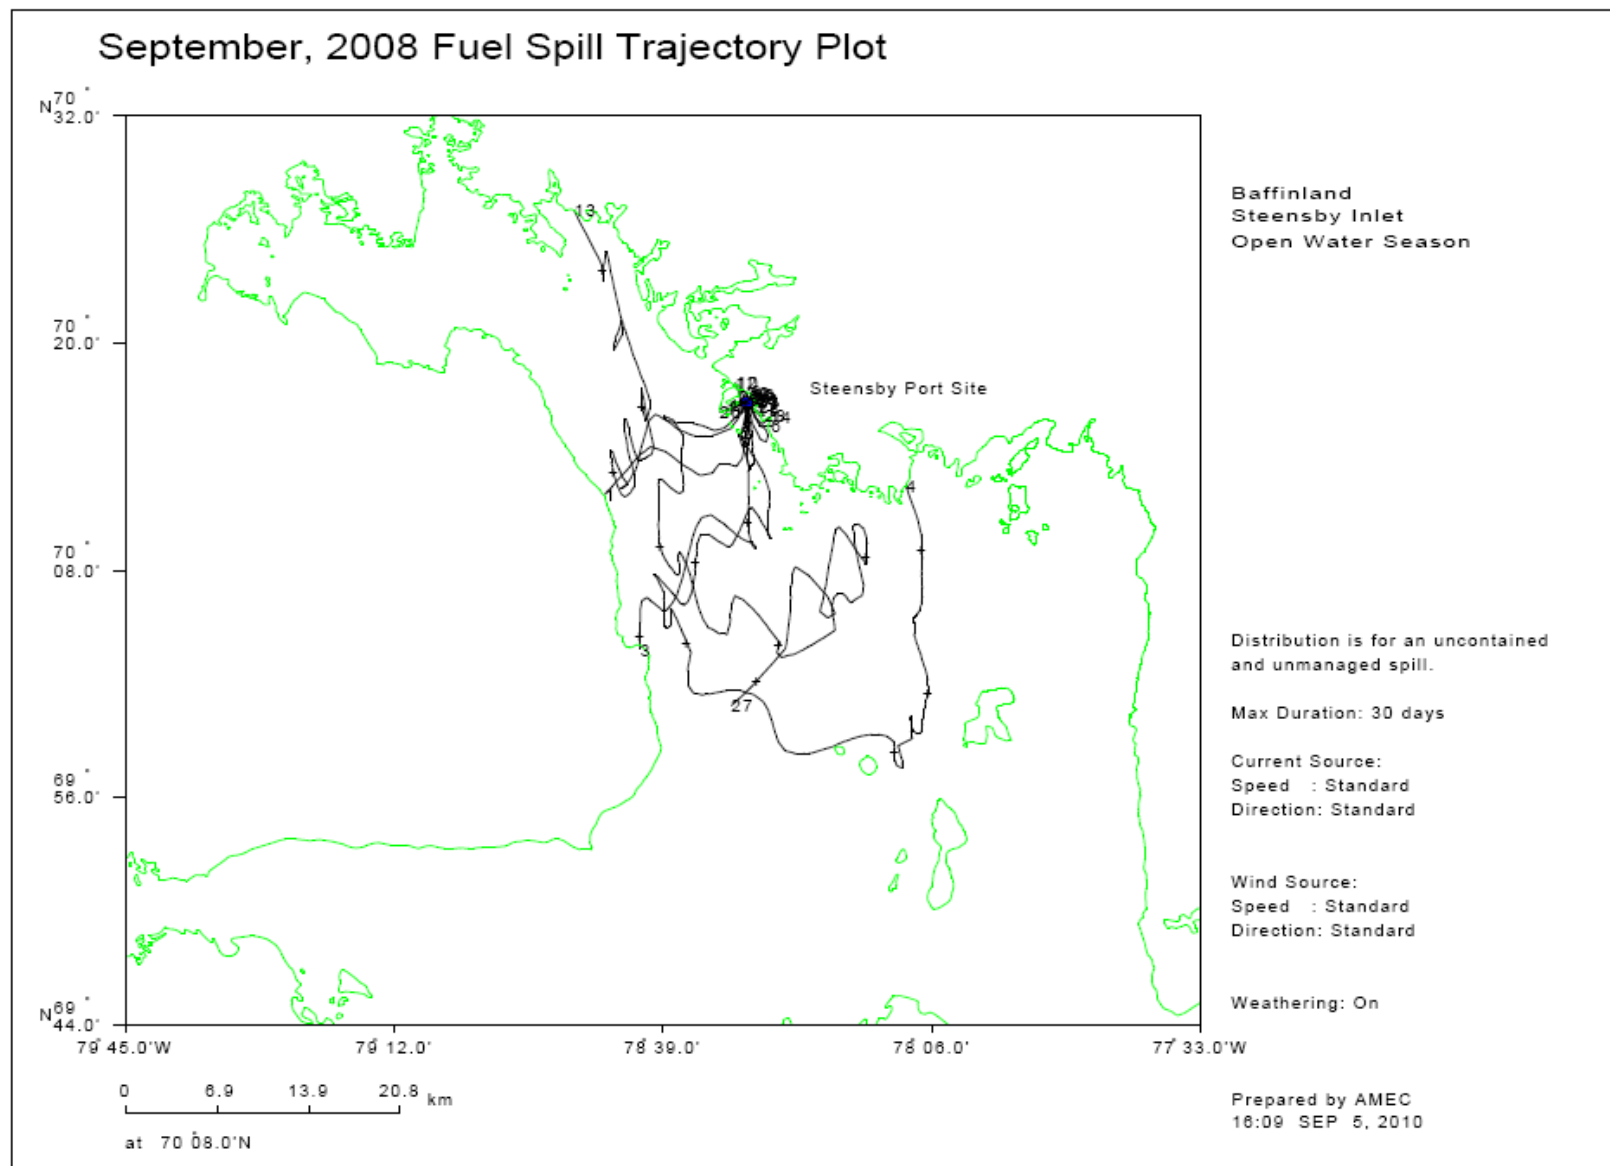 September, 2008 Fuel Spill Trajectory Plot
N 70°
32.0'
70°
20.0'
70°
08.0'
69°
56.0'
N 69°
44.0'
79° 45.0'W
79° 12.0'
78° 39.0'
78° 06.0'
77° 33.0'W
13
12
Steensby Port Site
4
3
27
Baffinland
Steensby Inlet
Open Water Season
Distribution is for an uncontained
and unmanaged spill.
Max Duration: 30 days
Current Source:
Speed : Standard
Direction: Standard
Wind Source:
Speed : Standard
Direction: Standard
Weathering: On
0 6.9 13.9 20.8 km
at 70° 08.0'N
Prepared by AMEC
16:09 SEP 5, 2010